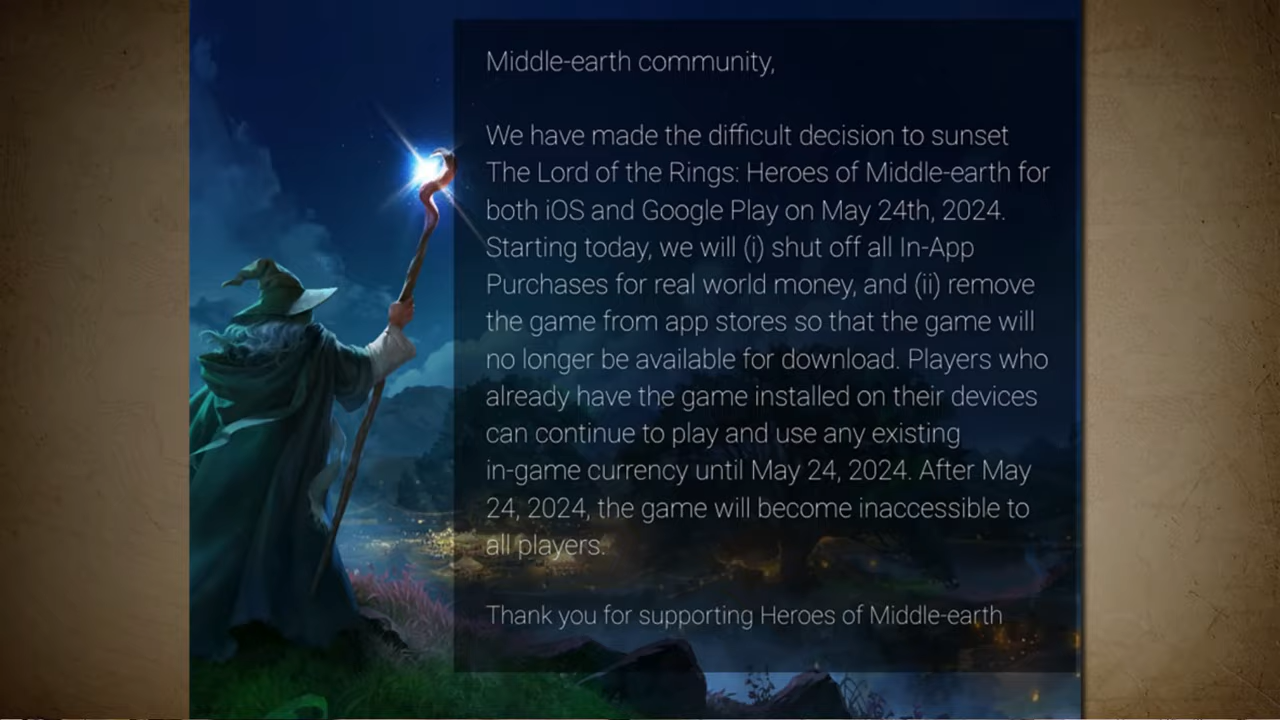 Middle-earth community,
We have made the difficult decision to sunset
The Lord of the Rings: Heroes of Middle-earth for
both iOS and Google Play on May 24th, 2024.
Starting today, we will (i) shut off all In-App
Purchases for real world money, and (ii) remove
the game from app stores so that the game will
no longer be available for download. Players who
already have the game installed on their devices
can continue to play and use any existing
in-game currency until May 24, 2024. After May
24, 2024, the game will become inaccessible to
all players.
Thank you for supporting Heroes of Middle-earth